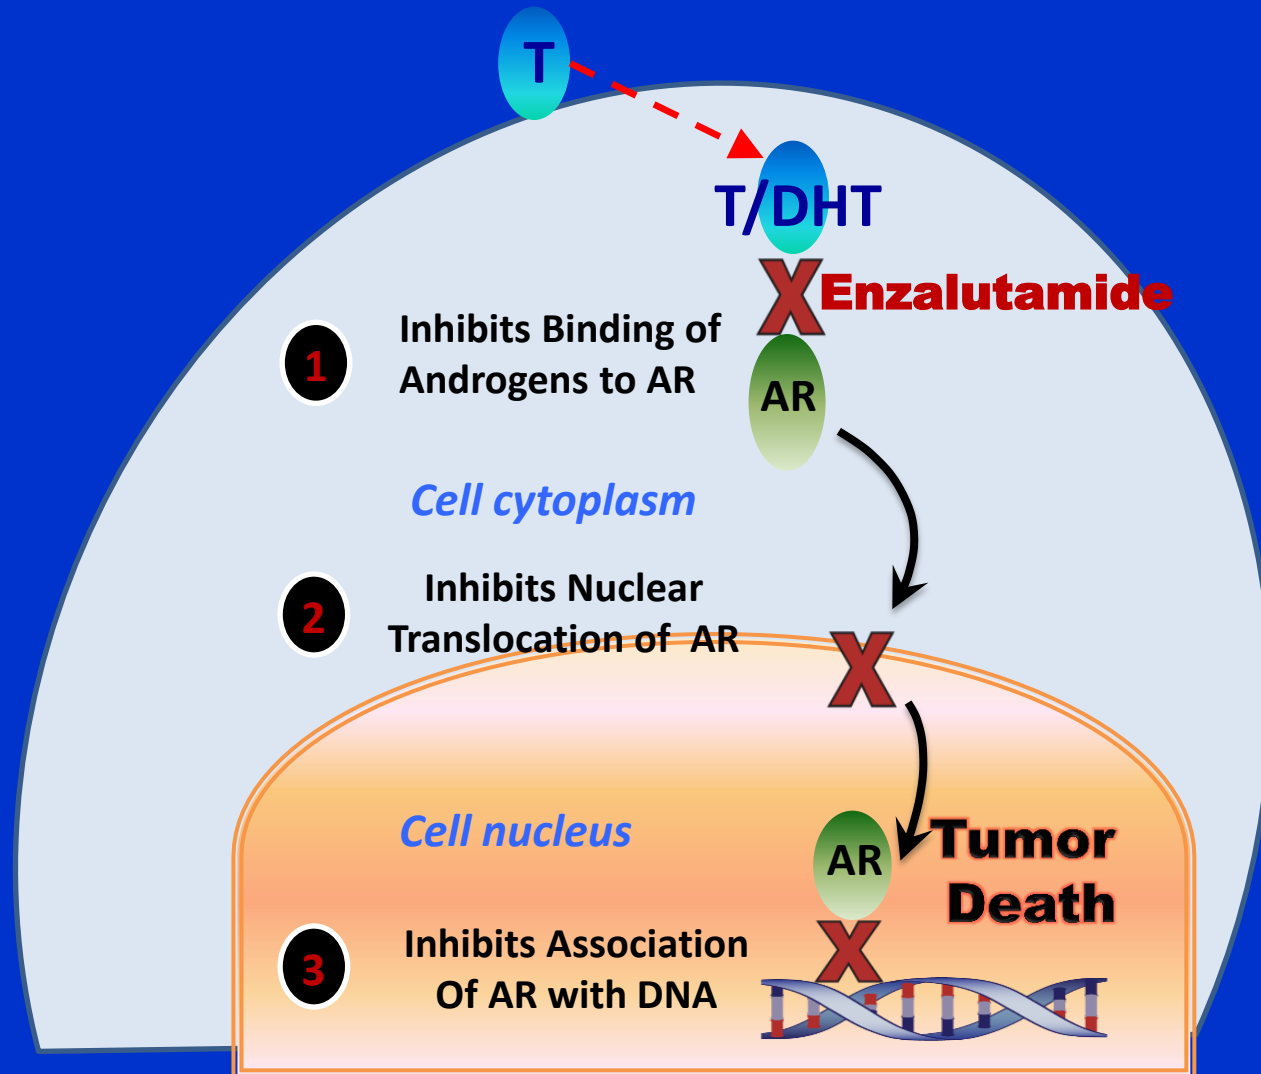 T
T/DHT
Enzalutamide
1
Inhibits Binding of
Androgens to AR
AR
Cell cytoplasm
2
Inhibits Nuclear
Translocation of AR
Cell nucleus
AR
Tumor
Death
3
Inhibits Association
Of AR with DNA